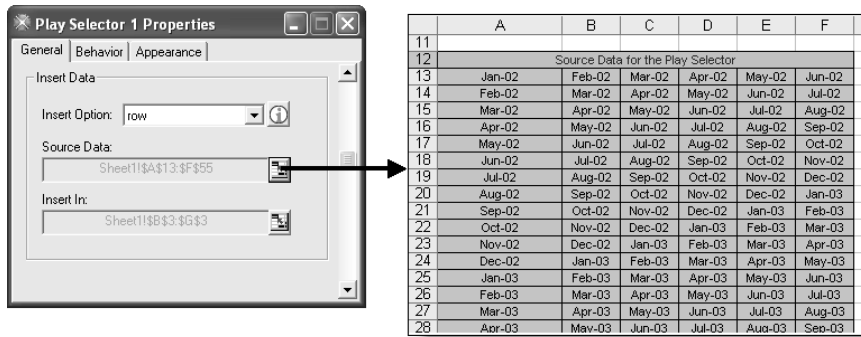 Play Selector 1 Properties
General Behavior Appearance
Insert Data
Insert Option: row
Source Data:
Sheet1!$A$13:$F$55
Insert In:
Sheet1!$B$3:$G$3
A B C D E F
11
12 Source Data for the Play Selector
13 Jan-02 Feb-02 Mar-02 Apr-02 May-02 Jun-02
14 Feb-02 Mar-02 Apr-02 May-02 Jun-02 Jul-02
15 Mar-02 Apr-02 May-02 Jun-02 Jul-02 Aug-02
16 Apr-02 May-02 Jun-02 Jul-02 Aug-02 Sep-02
17 May-02 Jun-02 Jul-02 Aug-02 Sep-02 Oct-02
18 Jun-02 Jul-02 Aug-02 Sep-02 Oct-02 Nov-02
19 Jul-02 Aug-02 Sep-02 Oct-02 Nov-02 Dec-02
20 Aug-02 Sep-02 Oct-02 Nov-02 Dec-02 Jan-03
21 Sep-02 Oct-02 Nov-02 Dec-02 Jan-03 Feb-03
22 Oct-02 Nov-02 Dec-02 Jan-03 Feb-03 Mar-03
23 Nov-02 Dec-02 Jan-03 Feb-03 Mar-03 Apr-03
24 Dec-02 Jan-03 Feb-03 Mar-03 Apr-03 May-03
25 Jan-03 Feb-03 Mar-03 Apr-03 May-03 Jun-03
26 Feb-03 Mar-03 Apr-03 May-03 Jun-03 Jul-03
27 Mar-03 Apr-03 May-03 Jun-03 Jul-03 Aug-03
28 Apr-03 May-03 Jun-03 Jul-03 Aug-03 Sep-03